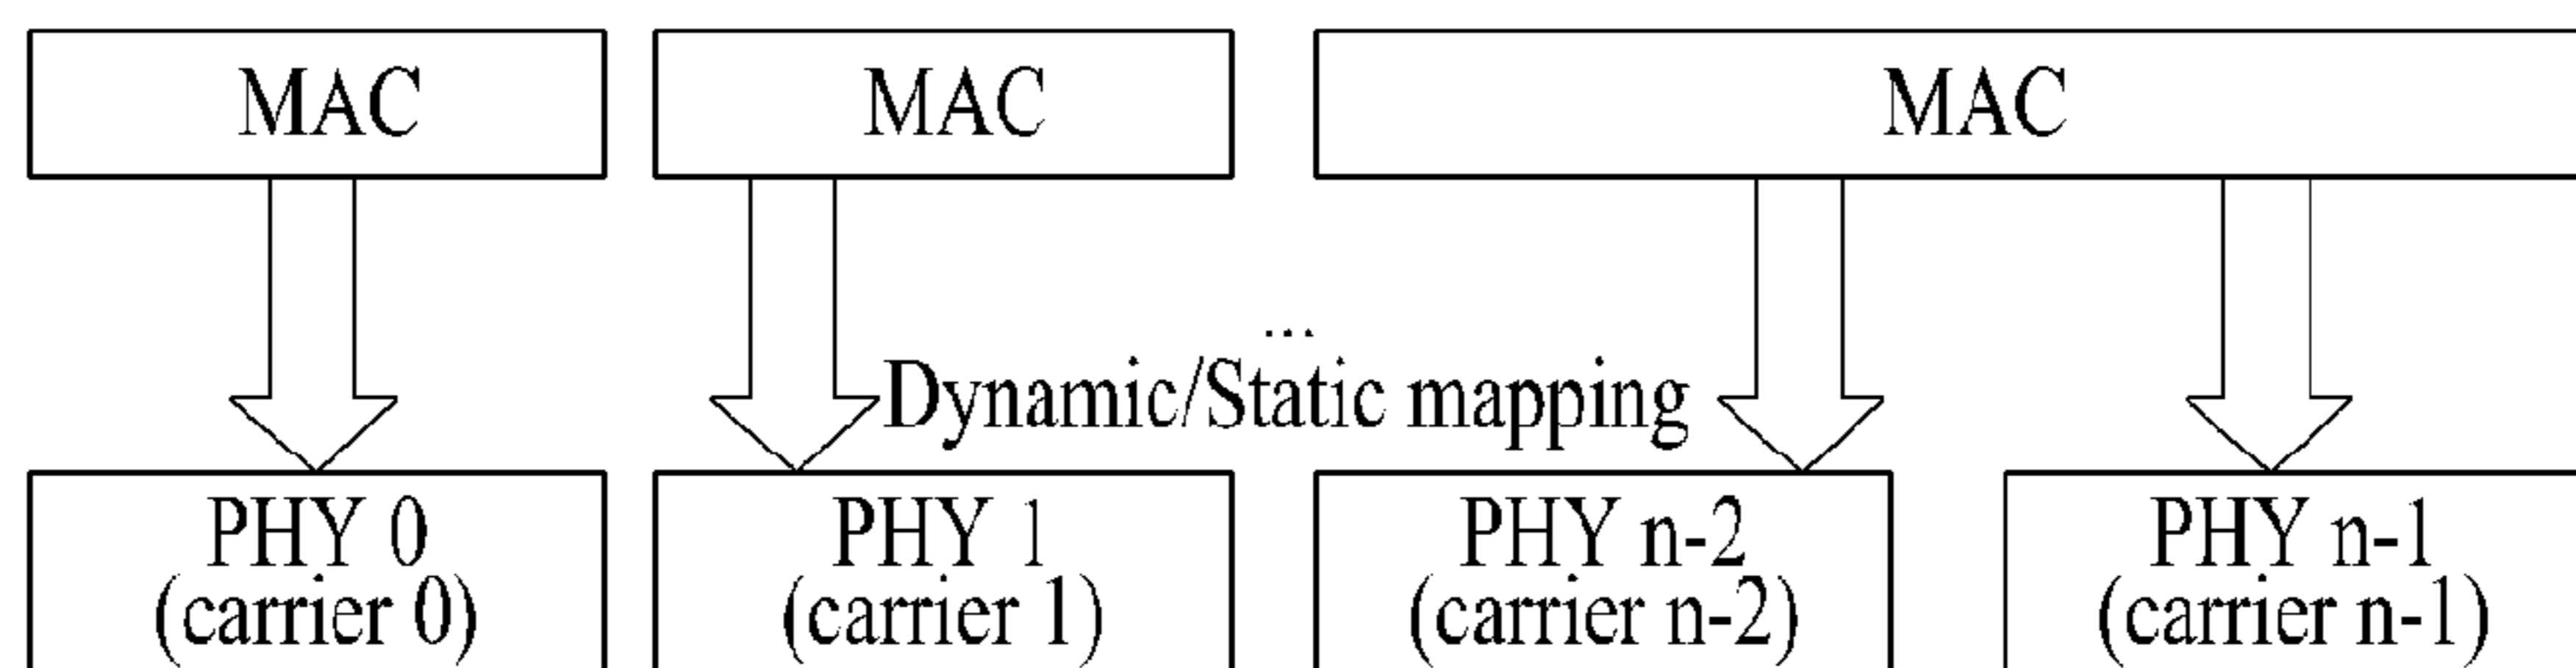 MAC
MAC
MAC
...
Dynamic/Static mapping
PHY 0
(carrier 0)
PHY 1
(carrier 1)
PHY n-2
(carrier n-2)
PHY n-1
(carrier n-1)